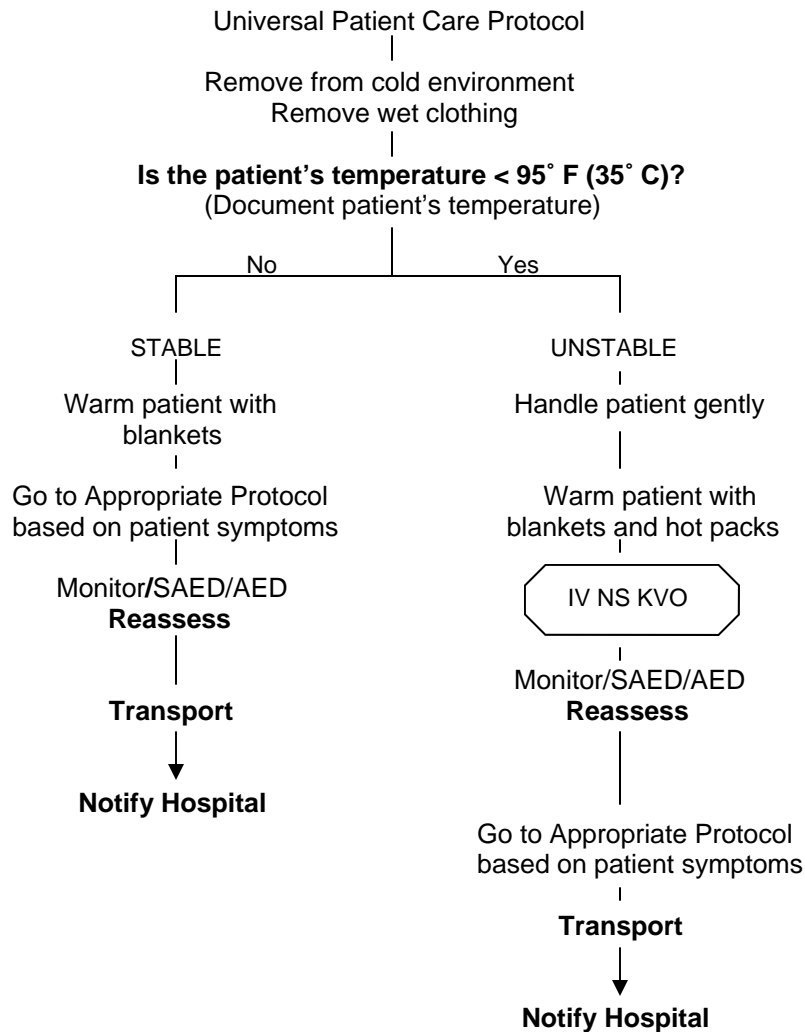 Universal Patient Care Protocol
Remove from cold environment
Remove wet clothing
Is the patient’s temperature < 95˚ F (35˚ C)?
(Document patient’s temperature)
No
Yes
STABLE
Warm patient with
blankets
Go to Appropriate Protocol
based on patient symptoms
Monitor/SAED/AED
Reassess
Transport
Notify Hospital
UNSTABLE
Handle patient gently
Warm patient with
blankets and hot packs
IV NS KVO
Monitor/SAED/AED
Reassess
Go to Appropriate Protocol
based on patient symptoms
Transport
Notify Hospital